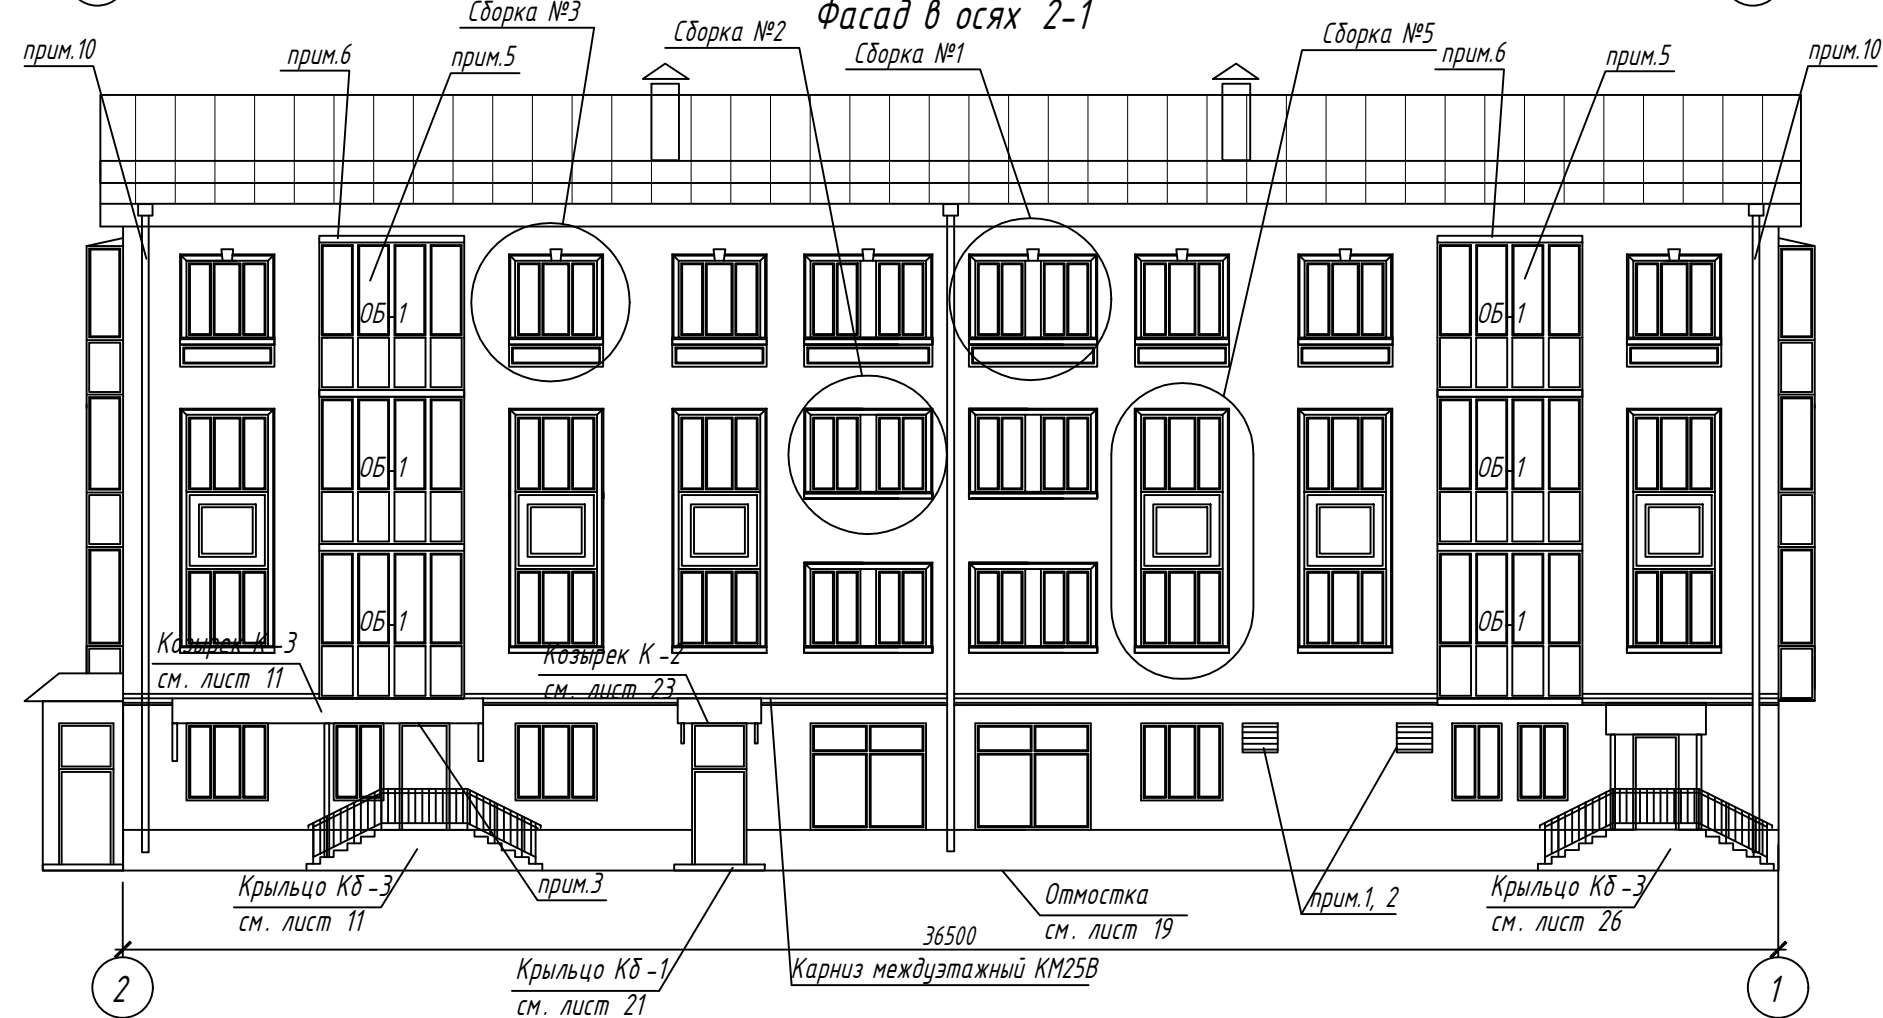 Фасад в осях 2-1
Сборка №3
Сборка №2
Сборка №1
Сборка №5
прим.10
прим.6
прим.5
прим.6
прим.5
прим.10
ОБ-1
ОБ-1
ОБ-1
ОБ-1
ОБ-1
ОБ-1
Козырек К-3
см. лист 11
Козырек К-2
см. лист 23
Крыльцо Кб-3
см. лист 11
прим.3
Отмостка
см. лист 19
прим.1, 2
Крыльцо Кб-3
см. лист 26
36500
Крыльцо Кб-1
см. лист 21
Карниз междуэтажный КМ25В
2
1